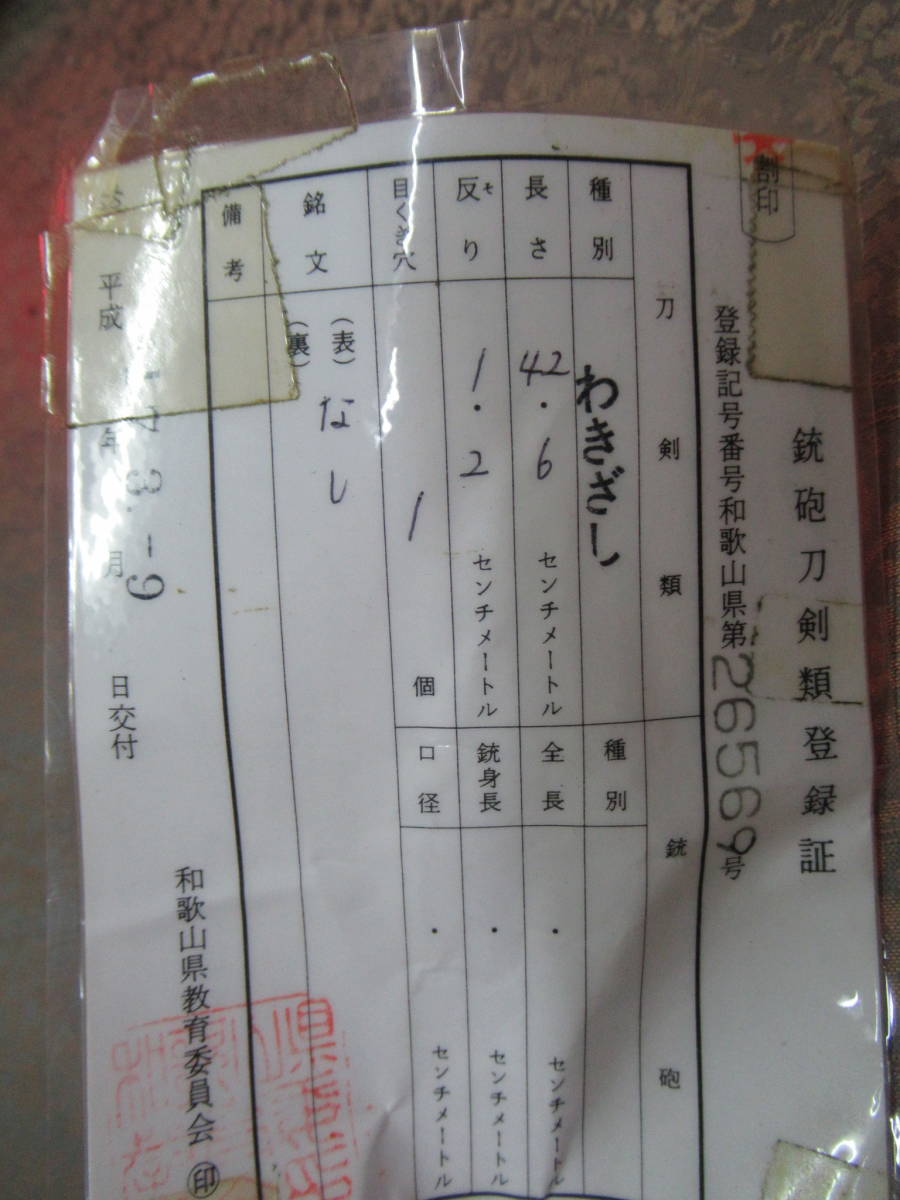 銃砲刀剣類登録証
割印
登録記号番号和歌山県第26569号
刀剣類
種別 わきざし
長さ 42.6 センチメートル
反り ソモリ 1.2 センチメートル
目くぎ穴 1 個
銘文 (表) なし
(裏)
備考
銃砲
種別
全長 ・ センチメートル
銃身長 ・ センチメートル
口径 ・ センチメートル
平成 年 3.-9 月 日交付
和歌山県教育委員会 ㊞